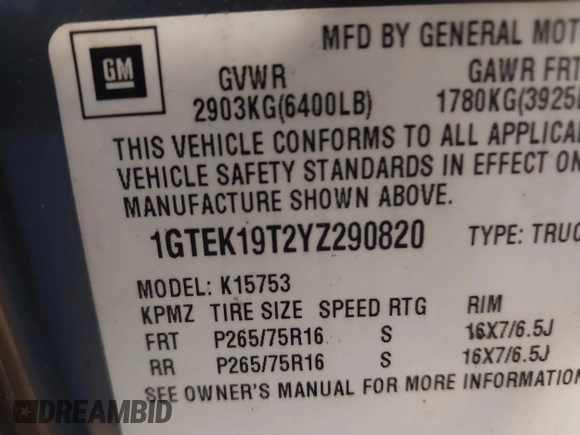 GM
MFD BY GENERAL MOT
GVWR GAWR FRT
2903KG(6400LB) 1780KG(3925
THIS VEHICLE CONFORMS TO ALL APPLICA
VEHICLE SAFETY STANDARDS IN EFFECT ON
MANUFACTURE SHOWN ABOVE.
1GTEK19T2YZ290820 TYPE: TRUC
MODEL: K15753
KPMZ TIRE SIZE SPEED RTG RIM
FRT P265/75R16 S 16X7/6.5J
RR P265/75R16 S 16X7/6.5J
SEE OWNER'S MANUAL FOR MORE INFORMATION
DREAMBID